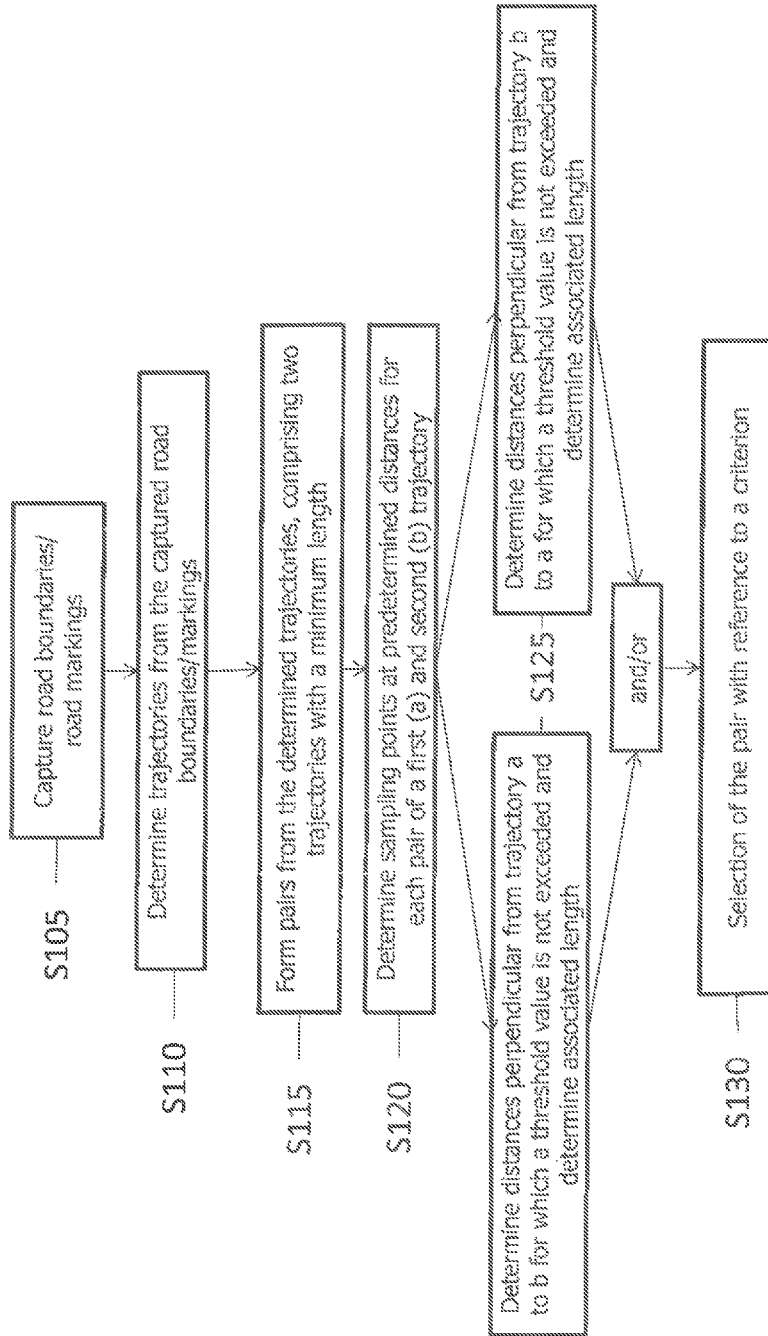 S105
Capture road boundaries/
road markings
S110
Determine trajectories from the captured road
boundaries/markings
S115
Form pairs from the determined trajectories, comprising two
trajectories with a minimum length
S120
Determine sampling points at predetermined distances for
each pair of a first (a) and second (b) trajectory
Determine distances perpendicular from trajectory a
to b for which a threshold value is not exceeded and
determine associated length
S125
Determine distances perpendicular from trajectory b
to a for which a threshold value is not exceeded and
determine associated length
and/or
S130
Selection of the pair with reference to a criterion